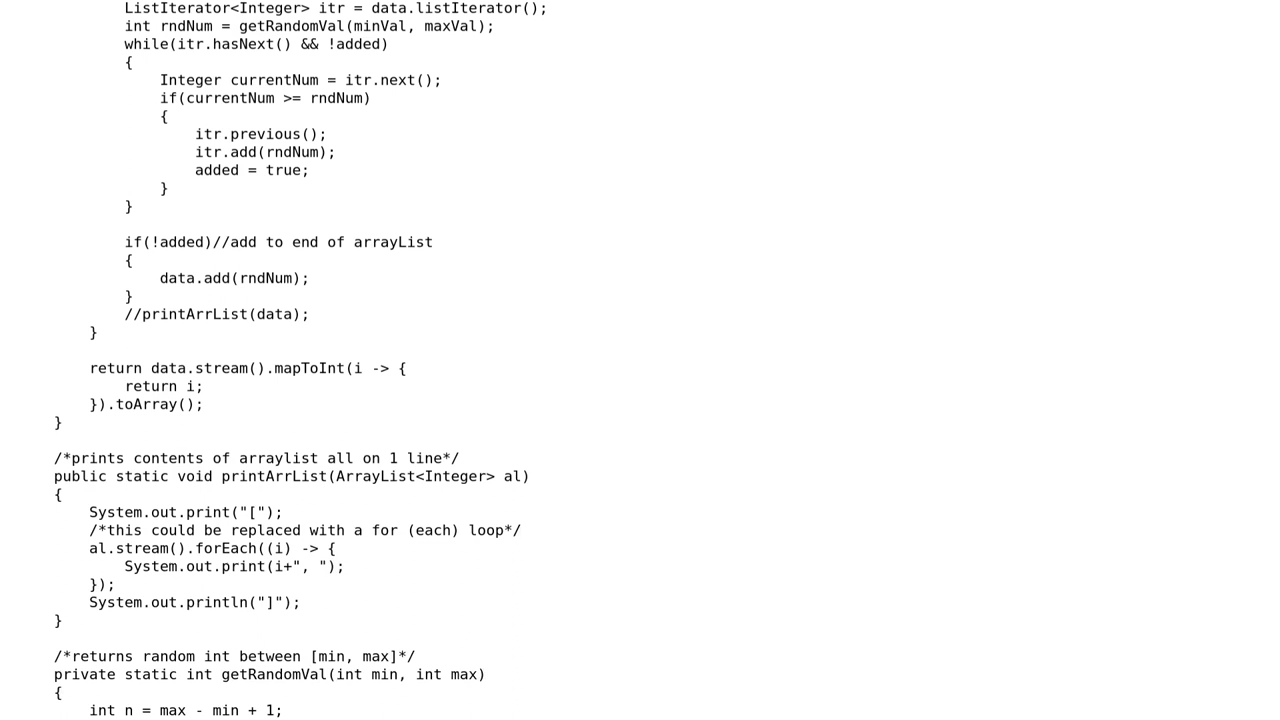 ListIterator<Integer> itr = data.listIterator();
        int rndNum = getRandomVal(minVal, maxVal);
        while(itr.hasNext() && !added)
        {
            Integer currentNum = itr.next();
            if(currentNum >= rndNum)
            {
                itr.previous();
                itr.add(rndNum);
                added = true;
            }
        }

        if(!added)//add to end of arrayList
        {
            data.add(rndNum);
        }
        //printArrList(data);
    }

    return data.stream().mapToInt(i -> {
        return i;
    }).toArray();
}

/*prints contents of arraylist all on 1 line*/
public static void printArrList(ArrayList<Integer> al)
{
    System.out.print("[");
    /*this could be replaced with a for (each) loop*/
    al.stream().forEach((i) -> {
        System.out.print(i+", ");
    });
    System.out.println("]");
}

/*returns random int between [min, max]*/
private static int getRandomVal(int min, int max)
{
    int n = max - min + 1;